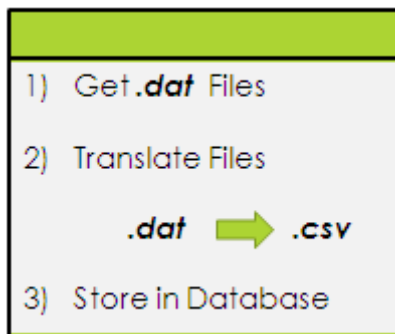 1) Get .dat Files
2) Translate Files
.dat .csv
3) Store in Database